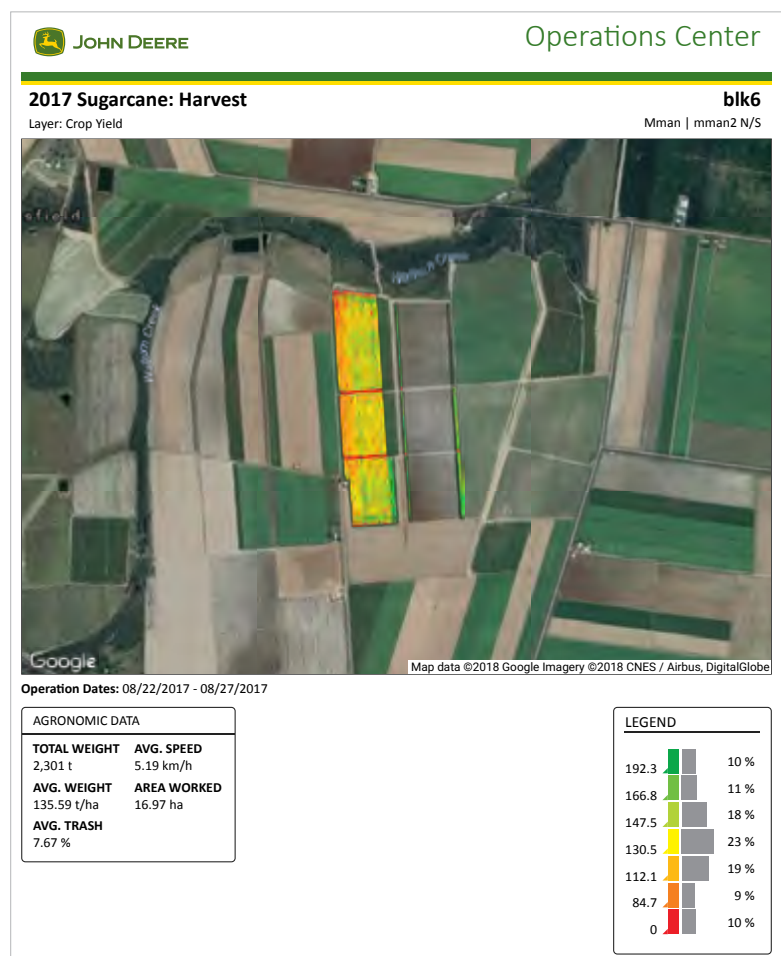 JOHN DEERE
Operations Center
2017 Sugarcane: Harvest
blk6
Layer: Crop Yield
Mman | mman2 N/S
Google
Map data ©2018 Google Imagery ©2018 CNES / Airbus, DigitalGlobe
Operation Dates: 08/22/2017 - 08/27/2017
AGRONOMIC DATA
TOTAL WEIGHT AVG. SPEED
2,301 t 5.19 km/h
AVG. WEIGHT AREA WORKED
135.59 t/ha 16.97 ha
AVG. TRASH
7.67 %
LEGEND
192.3 10 %
166.8 11 %
147.5 18 %
130.5 23 %
112.1 19 %
84.7 9 %
0 10 %